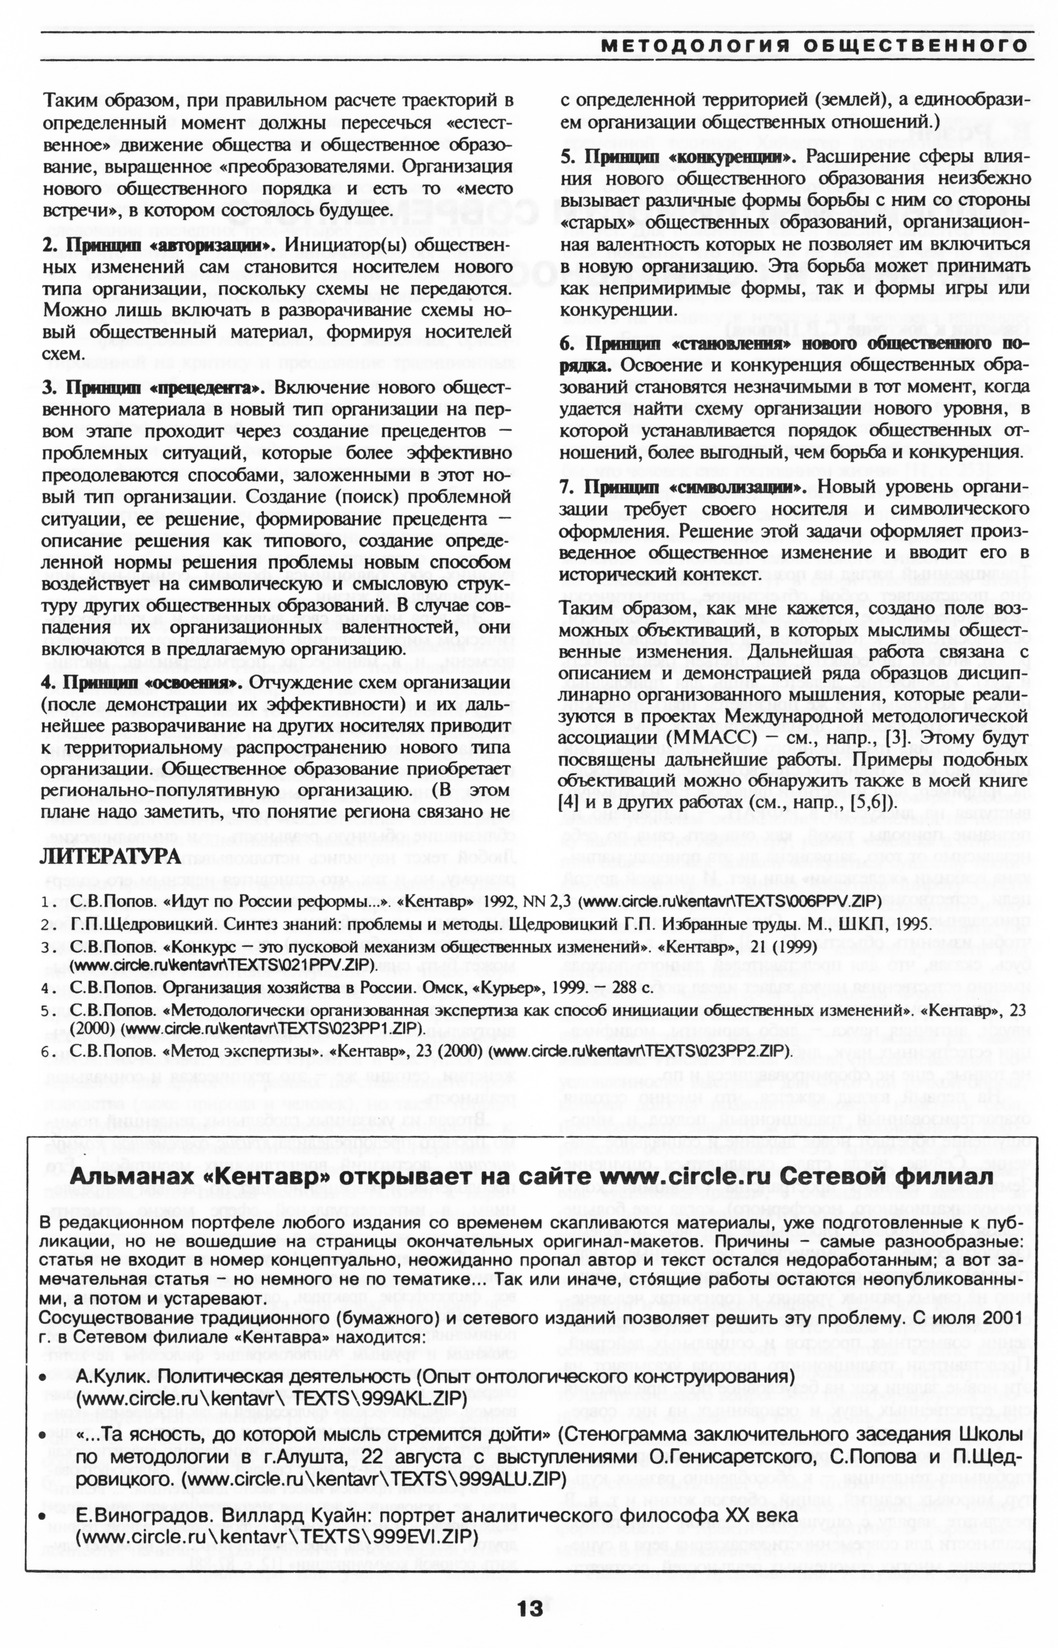 МЕТОДОЛОГИЯ ОБЩЕСТВЕННОГО
Таким образом, при правильном расчете траекторий в
определенный момент должны пересечься «естест-
венное» движение общества и общественное образо-
вание, выращенное «преобразователями. Организация
нового общественного порядка и есть то «место
встречи», в котором состоялось будущее.
2. Принцип «авторизации». Инициатор(ы) обществен-
ных изменений сам становится носителем нового
типа организации, поскольку схемы не передаются.
Можно лишь включать в разворачивание схемы но-
вый общественный материал, формируя носителей
схем.
3. Принцип «прецедента». Включение нового общест-
венного материала в новый тип организации на пер-
вом этапе проходит через создание прецедентов —
проблемных ситуаций, которые более эффективно
преодолеваются способами, заложенными в этот но-
вый тип организации. Создание (поиск) проблемной
ситуации, ее решение, формирование прецедента —
описание решения как типового, создание опреде-
ленной нормы решения проблемы новым способом
воздействует на символическую и смысловую струк-
туру других общественных образований. В случае сов-
падения их организационных валентностей, они
включаются в предлагаемую организацию.
4. Принцип «освоения». Отчуждение схем организации
(после демонстрации их эффективности) и их даль-
нейшее разворачивание на других носителях приводит
к территориальному распространению нового типа
организации. Общественное образование приобретает
регионально-популятивную организацию. (В этом
плане надо заметить, что понятие региона связано не
с определенной территорией (землей), а единообрази-
ем организации общественных отношений.)
5. Принцип «конкуренции». Расширение сферы влия-
ния нового общественного образования неизбежно
вызывает различные формы борьбы с ним со стороны
«старых» общественных образований, организацион-
ная валентность которых не позволяет им включиться
в новую организацию. Эта борьба может принимать
как непримиримые формы, так и формы игры или
конкуренции.
6. Принцип «становления» нового общественного по-
рядка. Освоение и конкуренция общественных обра-
зований становятся незначимыми в тот момент, когда
удается найти схему организации нового уровня, в
которой устанавливается порядок общественных от-
ношений, более выгодный, чем борьба и конкуренция.
7. Принцип «символизации». Новый уровень органи-
зации требует своего носителя и символического
оформления. Решение этой задачи оформляет произ-
веденное общественное изменение и вводит его в
исторический контекст.
Таким образом, как мне кажется, создано поле воз-
можных объективаций, в которых мыслимы общест-
венные изменения. Дальнейшая работа связана с
описанием и демонстрацией ряда образцов дисцип-
линарно организованного мышления, которые реали-
зуются в проектах Международной методологической
ассоциации (ММАСС) — см., напр., [3]. Этому будут
посвящены дальнейшие работы. Примеры подобных
объективаций можно обнаружить также в моей книге
[4] и в других работах (см., напр., [5,6]).
ЛИТЕРАТУРА
1. С.В.Попов. «Идут по России реформы...». «Кентавр» 1992, NN 2,3 (www.circle.ru\kentavr\TEXTS\006PPV.ZIP)
2. Г.П.Щедровицкий. Синтез знаний: проблемы и методы. Щедровицкий Г.П. Избранные труды. М., ШКП, 1995.
3. С.В.Попов. «Конкурс — это пусковой механизм общественных изменений». «Кентавр», 21 (1999)
(www.circle.ru\kentavr\TEXTS\021PPV.ZIP).
4. С.В.Попов. Организация хозяйства в России. Омск, «Курьер», 1999. — 288 с.
5. С.В.Попов. «Методологически организованная экспертиза как способ инициации общественных изменений». «Кентавр», 23
(2000) (www.circle.ru\kentavr\TEXTS\023PP1.ZIP).
6. С.В.Попов. «Метод экспертизы». «Кентавр», 23 (2000) (www.circle.ru\kentavr\TEXTS\023PP2.ZIP).
Альманах «Кентавр» открывает на сайте www.circle.ru Сетевой филиал
В редакционном портфеле любого издания со временем скапливаются материалы, уже подготовленные к пуб-
ликации, но не вошедшие на страницы окончательных оригинал-макетов. Причины – самые разнообразные:
статья не входит в номер концептуально, неожиданно пропал автор и текст остался недоработанным; а вот за-
мечательная статья – но немного не по тематике... Так или иначе, стóящие работы остаются неопубликованны-
ми, а потом и устаревают.
Сосуществование традиционного (бумажного) и сетевого изданий позволяет решить эту проблему. С июля 2001
г. в Сетевом филиале «Кентавра» находится:
• А.Кулик. Политическая деятельность (Опыт онтологического конструирования)
(www.circle.ru\kentavr\TEXTS\999AKL.ZIP)
• «...Та ясность, до которой мысль стремится дойти» (Стенограмма заключительного заседания Школы
по методологии в г.Алушта, 22 августа с выступлениями О.Генисаретского, С.Попова и П.Щед-
ровицкого. (www.circle.ru\kentavr\TEXTS\999ALU.ZIP)
• Е.Виноградов. Виллард Куайн: портрет аналитического философа XX века
(www.circle.ru\kentavr\TEXTS\999EVI.ZIP)
13